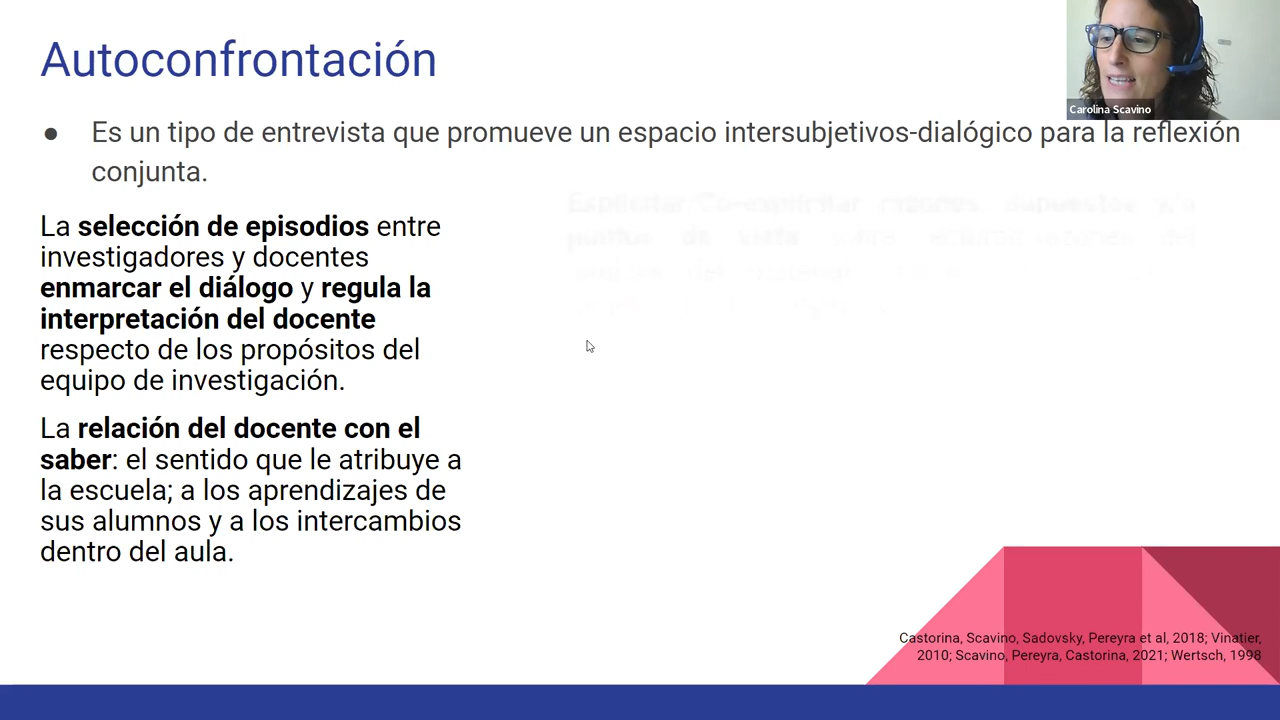 Autoconfrontación
Carolina Scavino
● Es un tipo de entrevista que promueve un espacio intersubjetivos-dialógico para la reflexión
conjunta.
La selección de episodios entre
investigadores y docentes
enmarcar el diálogo y regula la
interpretación del docente
respecto de los propósitos del
equipo de investigación.
La relación del docente con el
saber: el sentido que le atribuye a
la escuela; a los aprendizajes de
sus alumnos y a los intercambios
dentro del aula.
Castorina, Scavino, Sadovsky, Pereyra et al, 2018; Vinatier,
2010; Scavino, Pereyra, Castorina, 2021; Wertsch, 1998